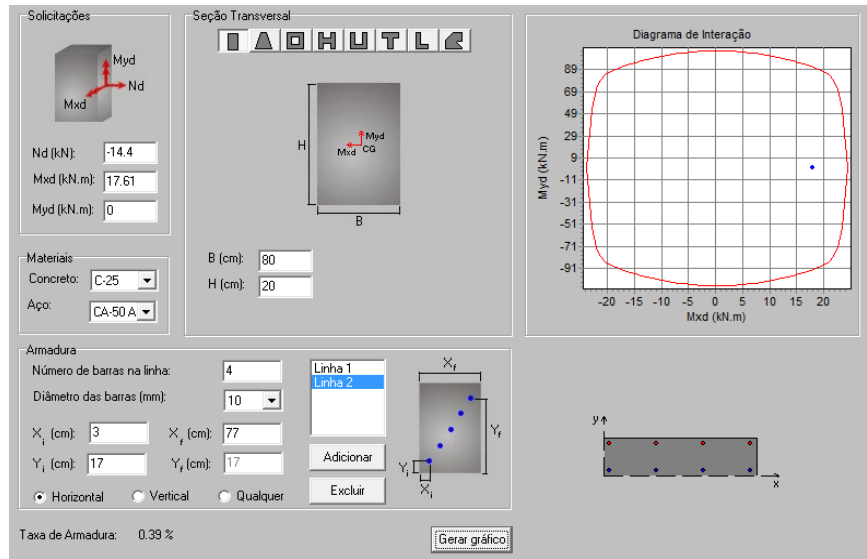 Solicitações
Myd
Nd
Mxd
Nd (kN): -14.4
Mxd (kN.m): 17.61
Myd (kN.m): 0
Materiais
Concreto: C-25
Aço: CA-50 A
Seção Transversal
H
Myd
Mxd CG
B
B (cm): 80
H (cm): 20
Diagrama de Interação
Myd (kN.m)
89
69
49
29
9
-11
-31
-51
-71
-91
-20 -15 -10 -5 0 5 10 15 20
Mxd (kN.m)
Armadura
Número de barras na linha: 4
Diâmetro das barras (mm): 10
Xi (cm): 3 Xf (cm): 77
Yi (cm): 17 Yf (cm): 17
Horizontal Vertical Qualquer
Linha 1
Linha 2
Adicionar
Excluir
Xf
Yf
Yi
Xi
y
x
Taxa de Armadura: 0.39 %
Gerar gráfico